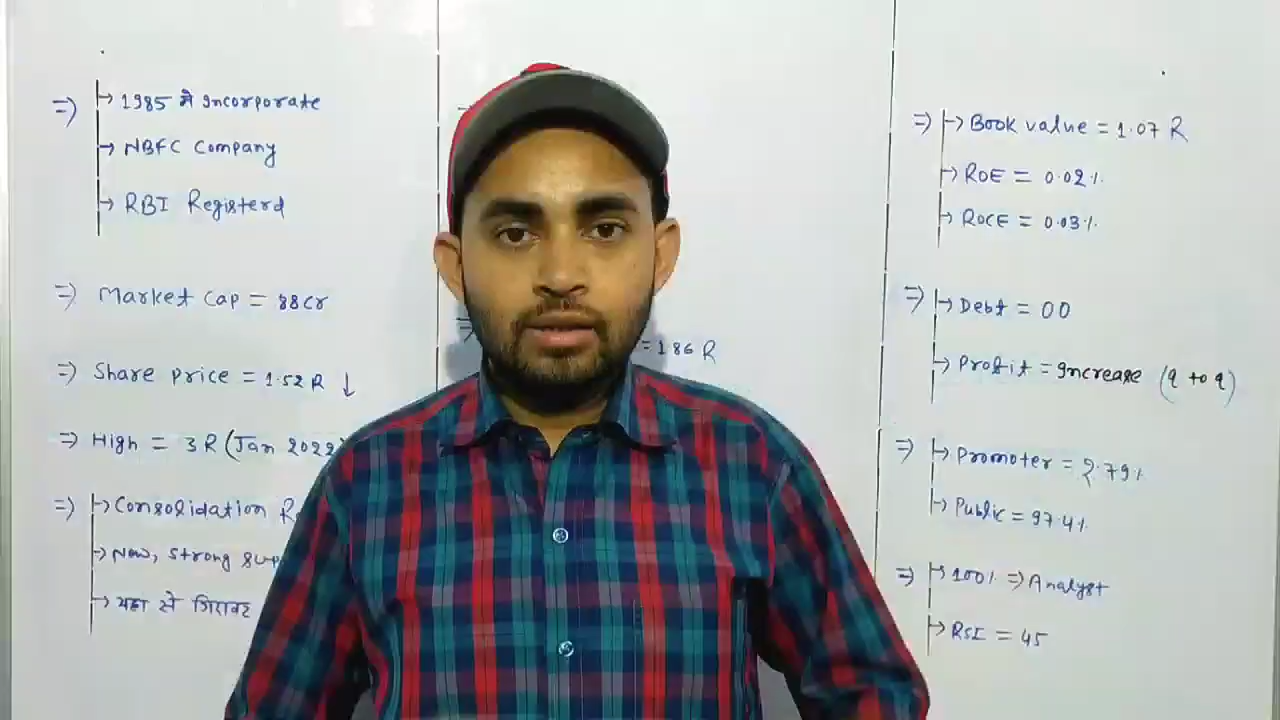 => 1985 मे Incorporate
NBFC Company
RBI Registerd
=> Market Cap = 88cr
=> Share price = 1.52 R ↓
=> High = 3 R (Jan 2022)
=> Consolidation R
Now, Strong sup
यहा से गिरावट
= 1.86 R
=> Book value = 1.07 R
ROE = 0.02%
ROCE = 0.03%
=> Debt = 00
Profit = Increase (q to q)
=> Promoter = 2.79%
Public = 97.4%
=> 100% => Analyst
RSI = 45